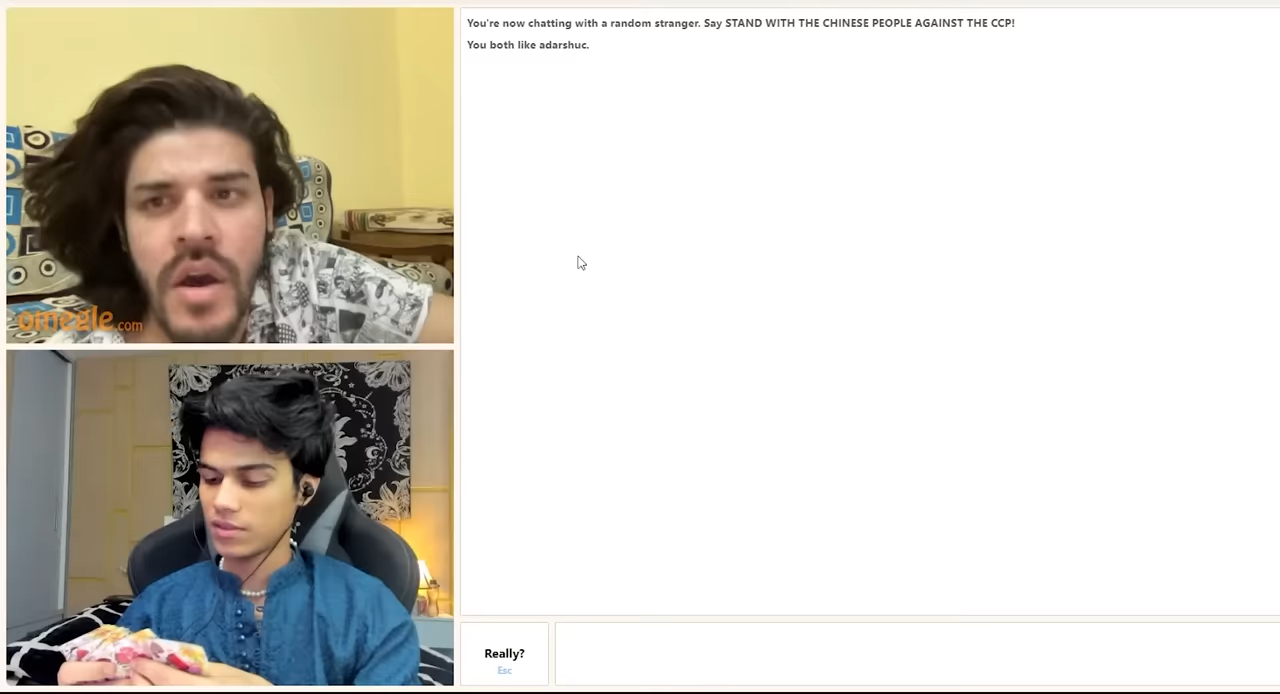 You're now chatting with a random stranger. Say STAND WITH THE CHINESE PEOPLE AGAINST THE CCP!
You both like adarshuc.
omegle.com
Really?
Esc